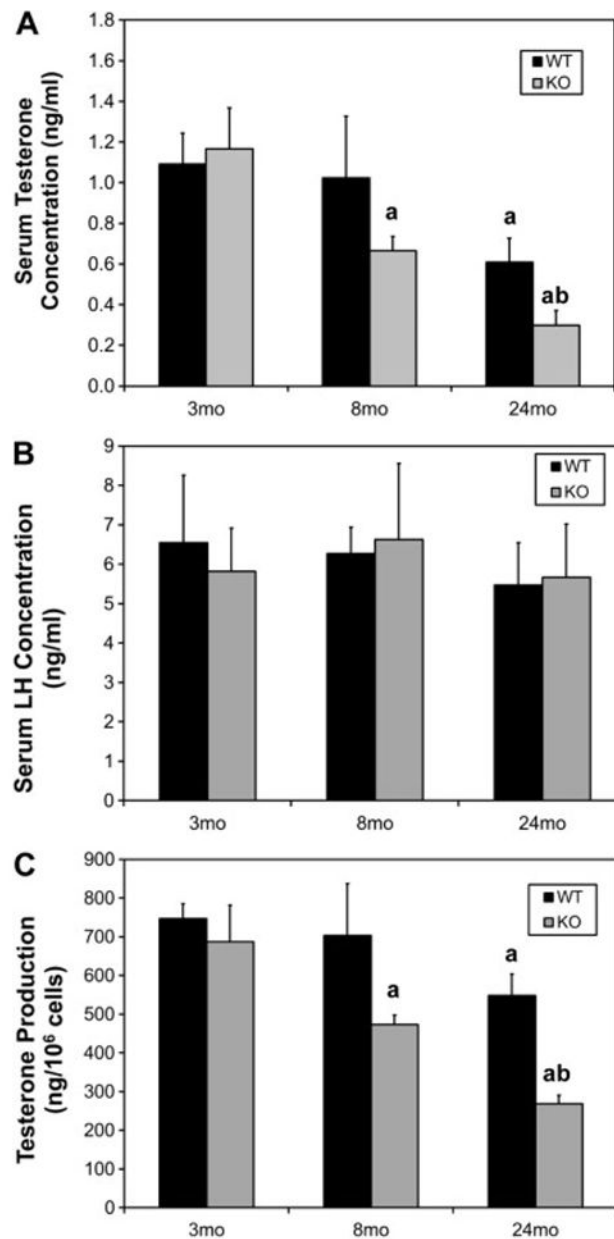 A
Serum Testerone
Concentration (ng/ml)
1.8
1.6
1.4
1.2
1.0
0.8
0.6
0.4
0.2
0.0
WT
KO
a
a
ab
3mo 8mo 24mo
B
Serum LH Concentration
(ng/ml)
9
8
7
6
5
4
3
2
1
0
WT
KO
3mo 8mo 24mo
C
Testerone Production
(ng/10⁶ cells)
900
800
700
600
500
400
300
200
100
0
WT
KO
a
a
ab
3mo 8mo 24mo